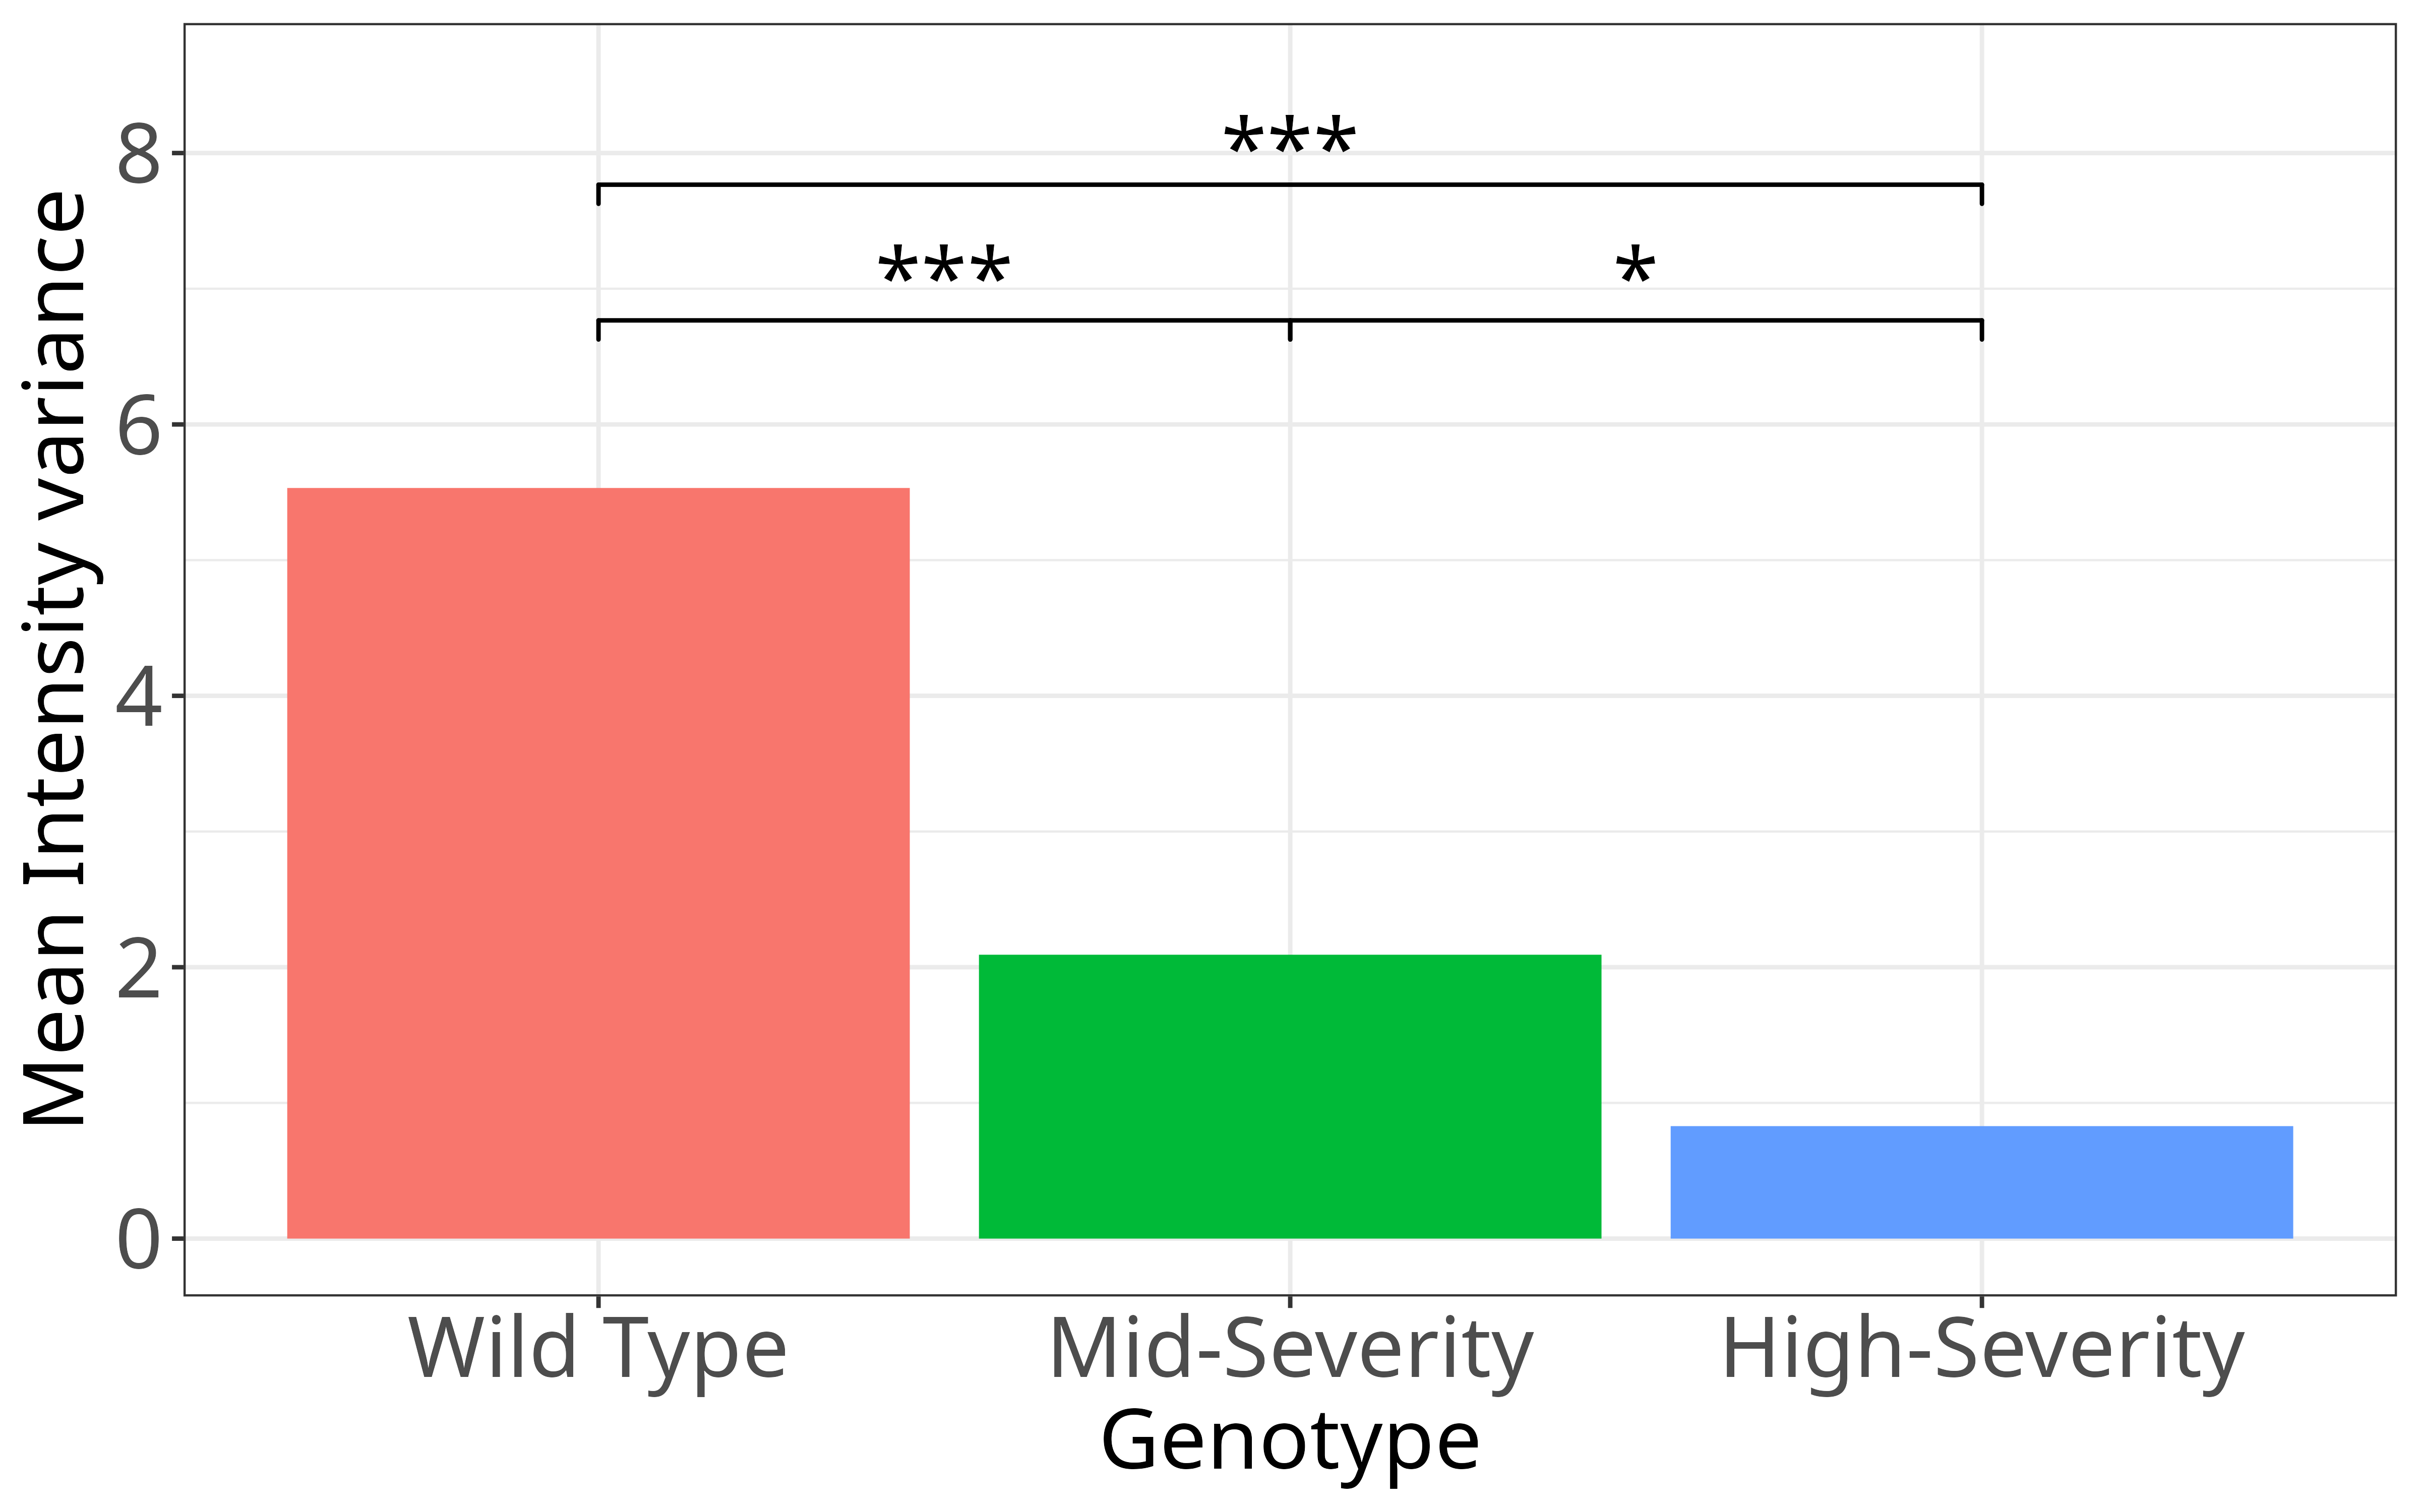 Mean Intensity variance
8
6
4
2
0
***
***
*
Wild Type
Mid-Severity
High-Severity
Genotype